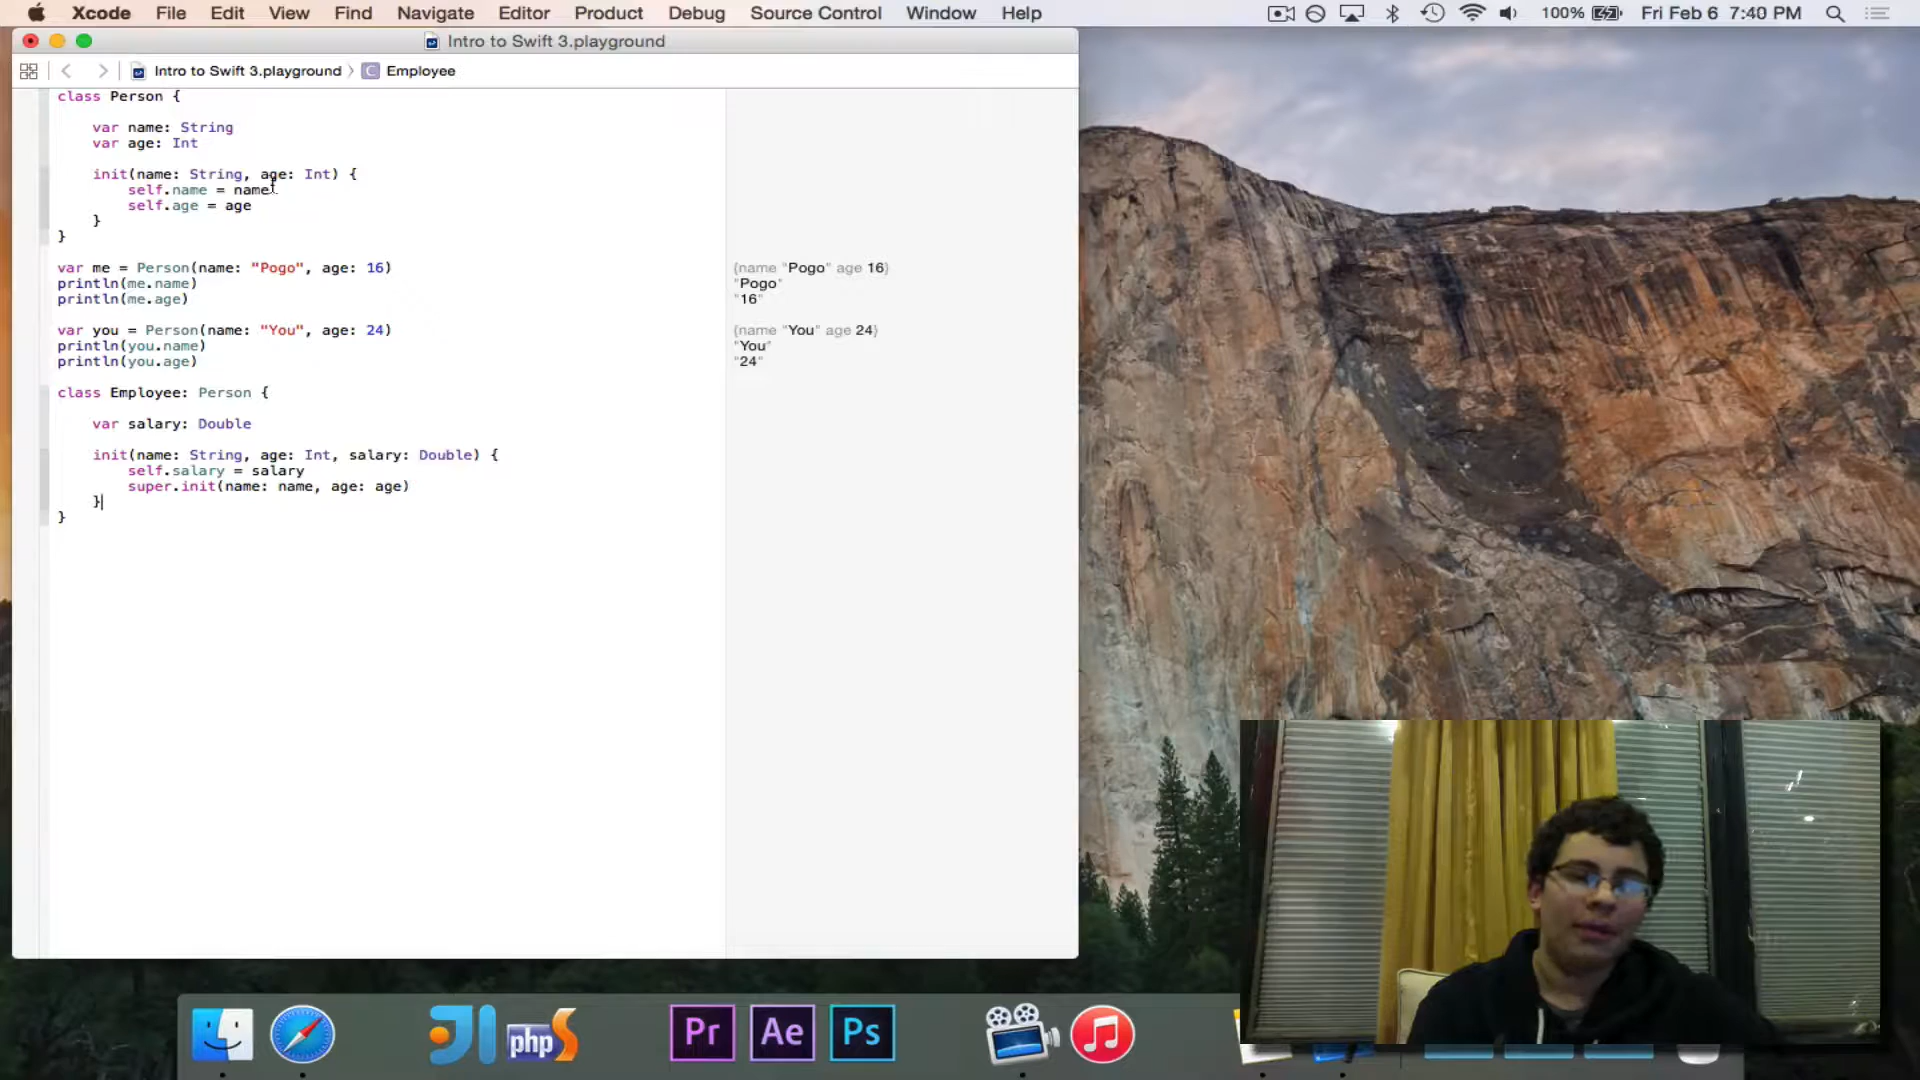 Xcode File Edit View Find Navigate Editor Product Debug Source Control Window Help 100% Fri Feb 6 7:40 PM
Intro to Swift 3.playground
Intro to Swift 3.playground Employee
class Person {
var name: String
var age: Int
init(name: String, age: Int) {
self.name = name
self.age = age
}
}
var me = Person(name: "Pogo", age: 16) {name "Pogo" age 16}
println(me.name) "Pogo"
println(me.age) "16"
var you = Person(name: "You", age: 24) {name "You" age 24}
println(you.name) "You"
println(you.age) "24"
class Employee: Person {
var salary: Double
init(name: String, age: Int, salary: Double) {
self.salary = salary
super.init(name: name, age: age)
}
}
php Pr Ae Ps